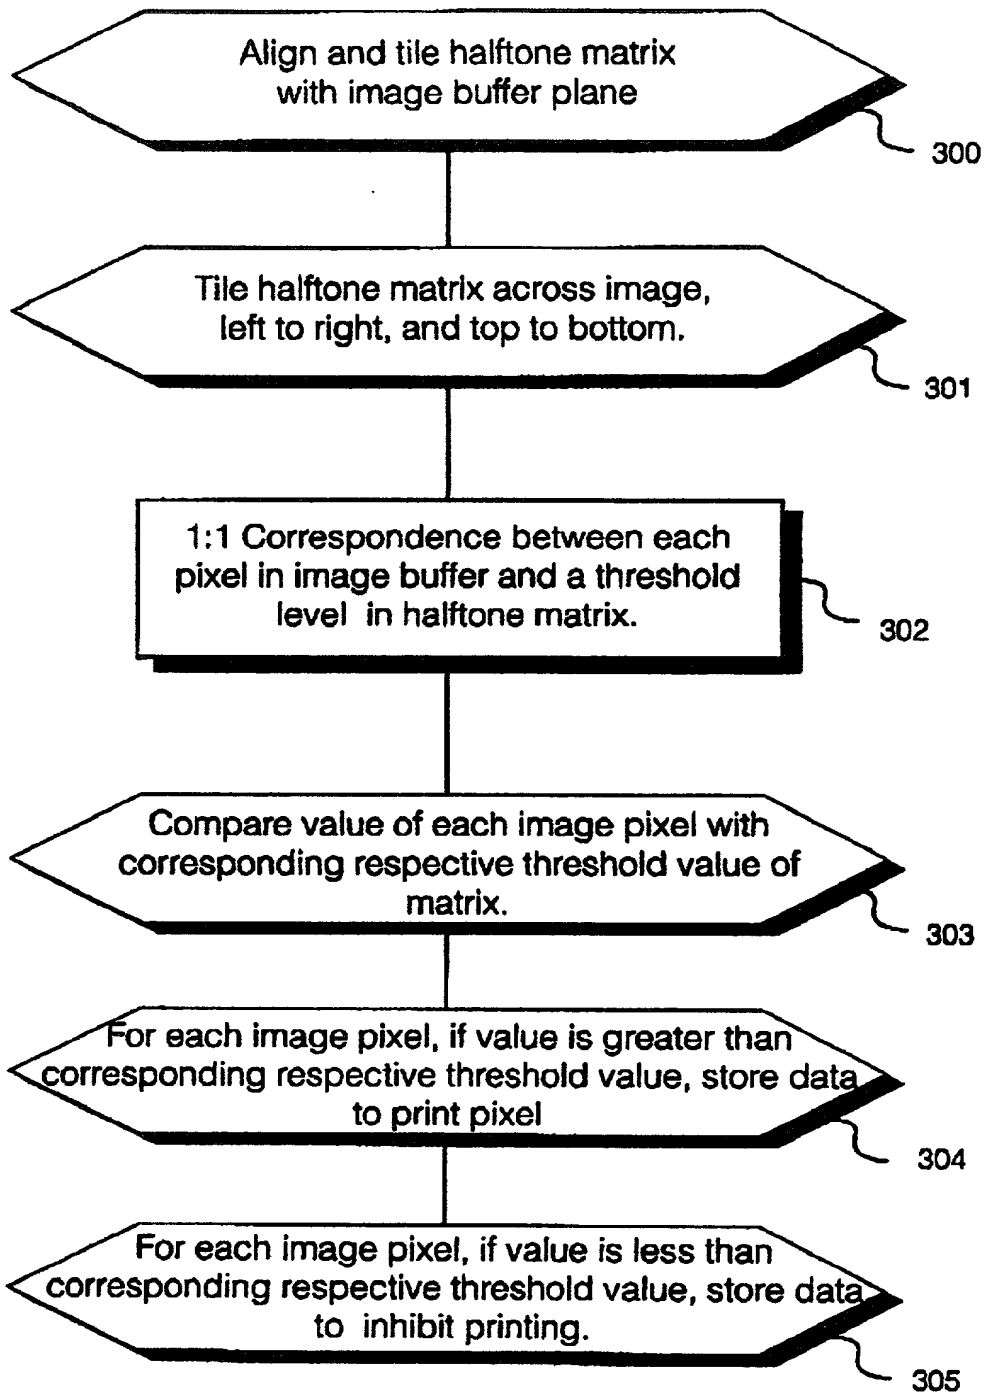 Align and tile halftone matrix
with image buffer plane
300
Tile halftone matrix across image,
left to right, and top to bottom.
301
1:1 Correspondence between each
pixel in image buffer and a threshold
level in halftone matrix.
302
Compare value of each image pixel with
corresponding respective threshold value of
matrix.
303
For each image pixel, if value is greater than
corresponding respective threshold value, store data
to print pixel
304
For each image pixel, if value is less than
corresponding respective threshold value, store data
to inhibit printing.
305